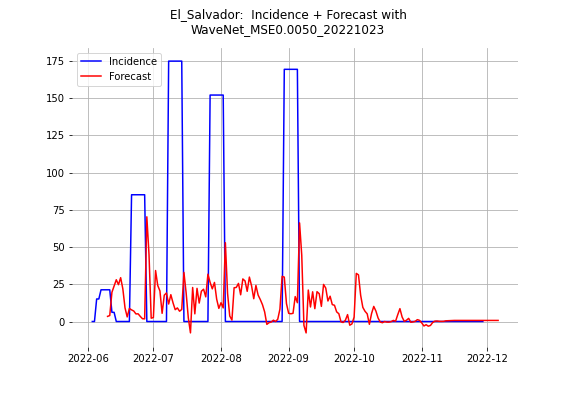 El_Salvador:  Incidence + Forecast with
WaveNet_MSE0.0050_20221023
Incidence
Forecast
175
150
125
100
75
50
25
0
2022-06 2022-07 2022-08 2022-09 2022-10 2022-11 2022-12